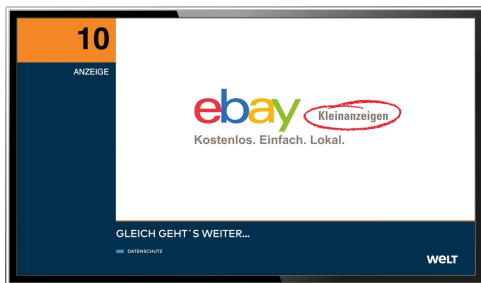 10
ANZEIGE
ebay
Kleinanzeigen
Kostenlos. Einfach. Lokal.
GLEICH GEHT´S WEITER...
DATENSCHUTZ
WELT